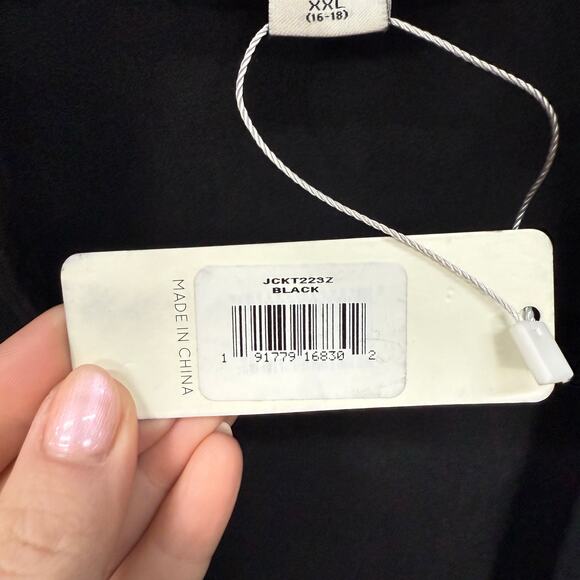 XXL
(16-18)
JCKT223Z
BLACK
1 91779 16830 2
MADE IN CHINA